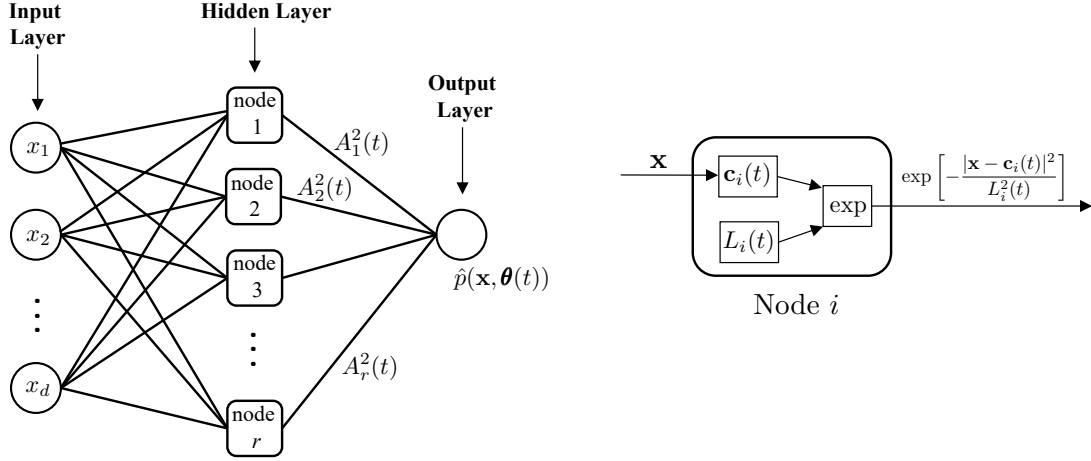 Input
Layer
Hidden Layer
Output
Layer
x_1
x_2
⋮
x_d
node
1
node
2
node
3
⋮
node
r
A_1^2(t)
A_2^2(t)
A_r^2(t)
p̂(𝐱, 𝛉(t))
𝐱
𝐜_i(t)
L_i(t)
exp
exp [ −|𝐱 − 𝐜_i(t)|^2 / L_i^2(t) ]
Node i